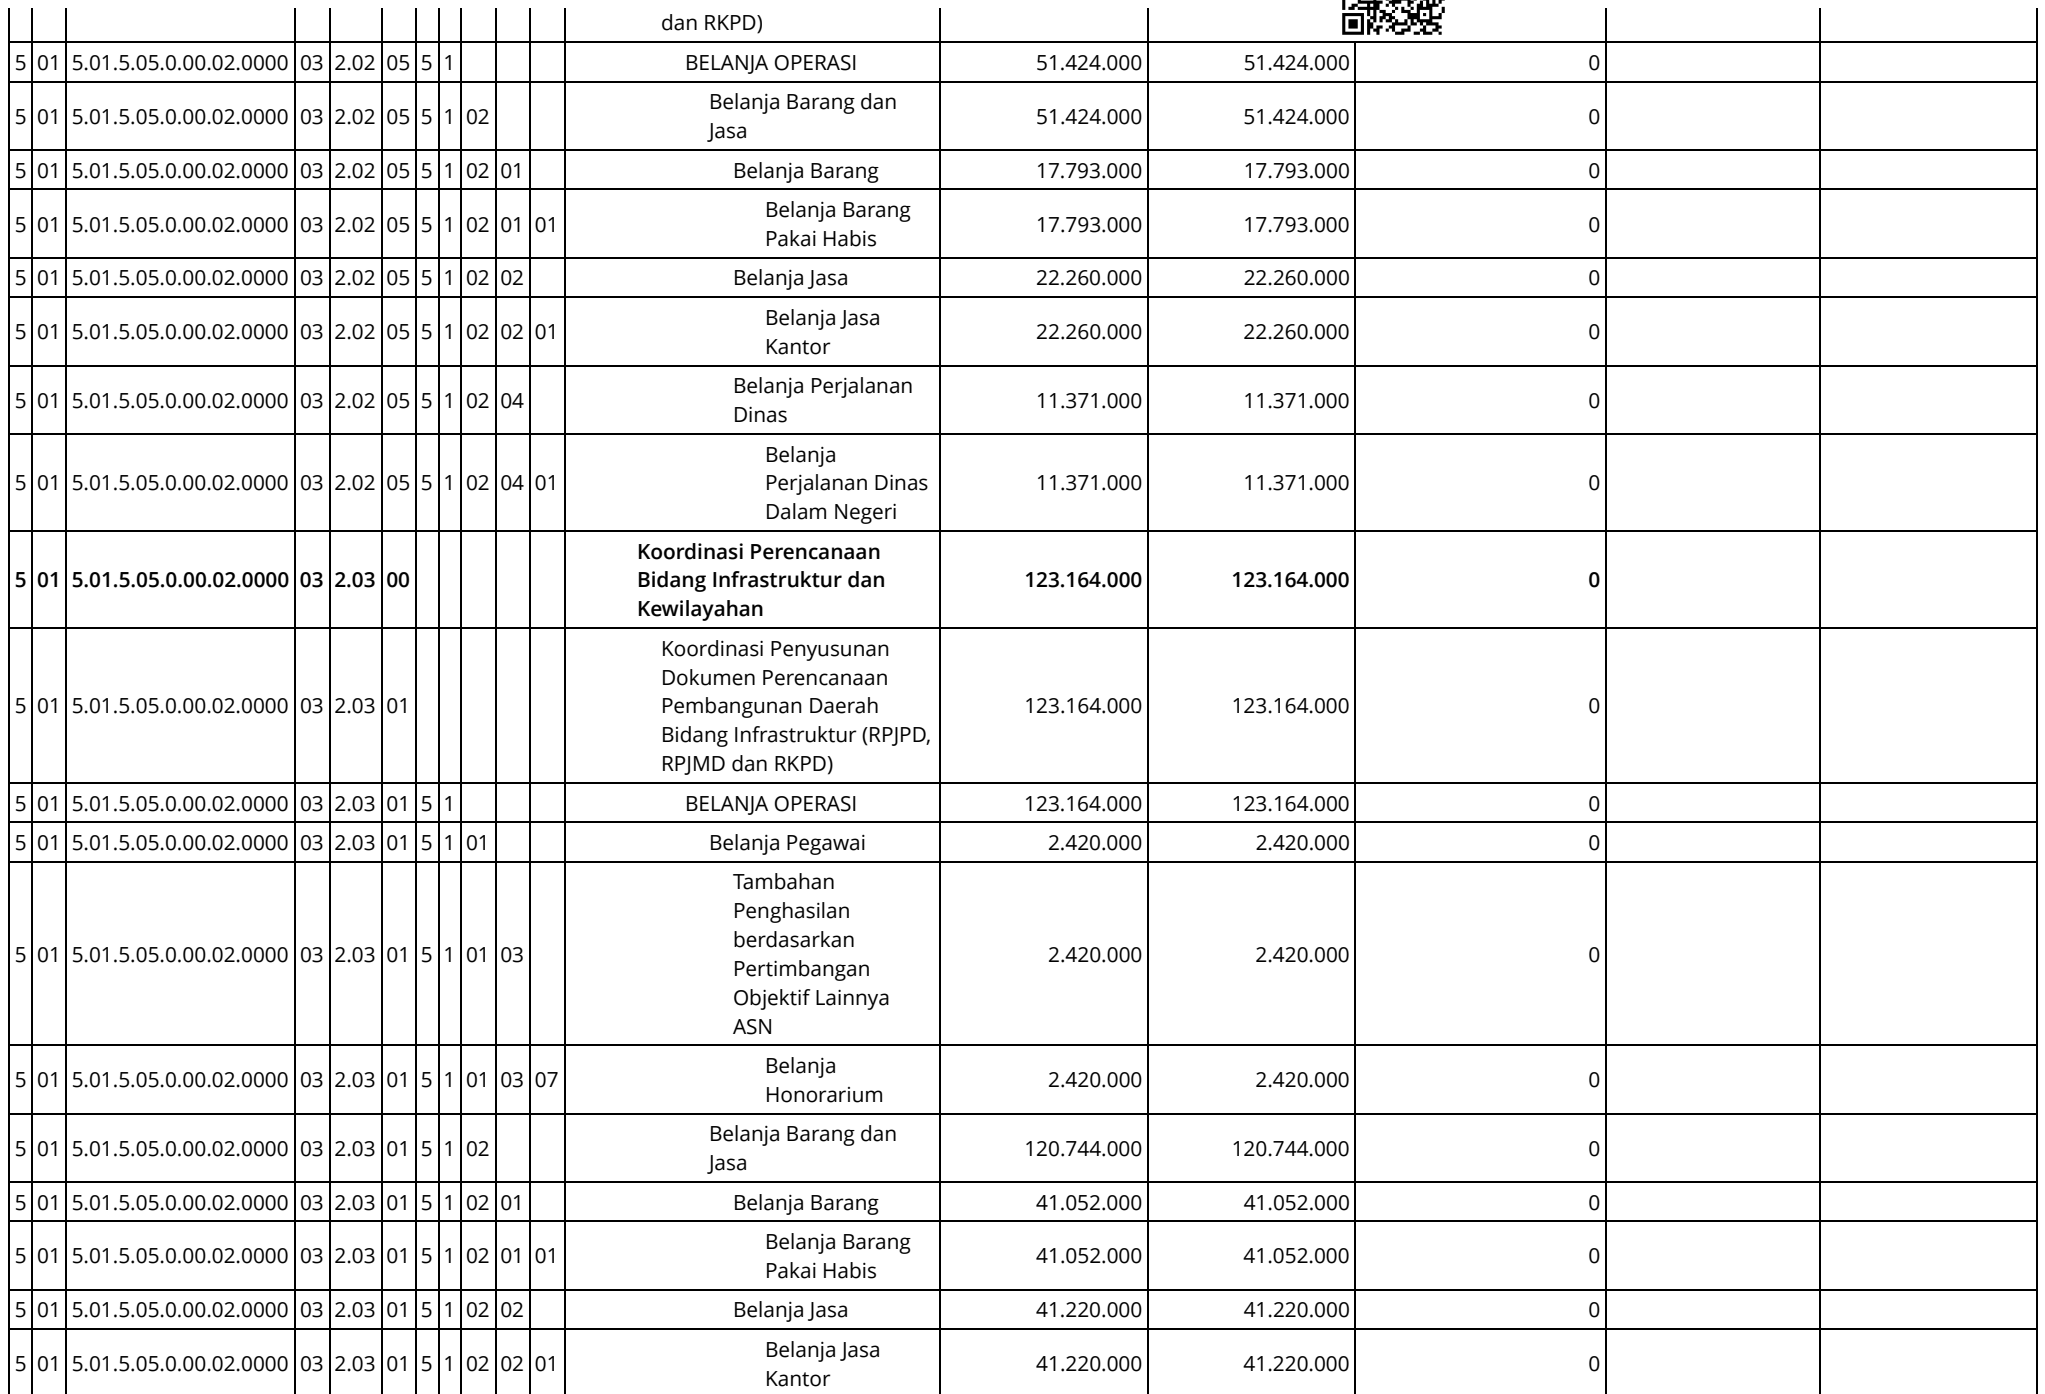 dan RKPD)
5 01 5.01.5.05.0.00.02.0000 03 2.02 05 5 1 BELANJA OPERASI 51.424.000 51.424.000 0
5 01 5.01.5.05.0.00.02.0000 03 2.02 05 5 1 02 Belanja Barang dan
Jasa 51.424.000 51.424.000 0
5 01 5.01.5.05.0.00.02.0000 03 2.02 05 5 1 02 01 Belanja Barang 17.793.000 17.793.000 0
5 01 5.01.5.05.0.00.02.0000 03 2.02 05 5 1 02 01 01 Belanja Barang
Pakai Habis 17.793.000 17.793.000 0
5 01 5.01.5.05.0.00.02.0000 03 2.02 05 5 1 02 02 Belanja Jasa 22.260.000 22.260.000 0
5 01 5.01.5.05.0.00.02.0000 03 2.02 05 5 1 02 02 01 Belanja Jasa
Kantor 22.260.000 22.260.000 0
5 01 5.01.5.05.0.00.02.0000 03 2.02 05 5 1 02 04 Belanja Perjalanan
Dinas 11.371.000 11.371.000 0
5 01 5.01.5.05.0.00.02.0000 03 2.02 05 5 1 02 04 01 Belanja
Perjalanan Dinas
Dalam Negeri 11.371.000 11.371.000 0
5 01 5.01.5.05.0.00.02.0000 03 2.03 00 Koordinasi Perencanaan
Bidang Infrastruktur dan
Kewilayahan 123.164.000 123.164.000 0
5 01 5.01.5.05.0.00.02.0000 03 2.03 01 Koordinasi Penyusunan
Dokumen Perencanaan
Pembangunan Daerah
Bidang Infrastruktur (RPJPD,
RPJMD dan RKPD) 123.164.000 123.164.000 0
5 01 5.01.5.05.0.00.02.0000 03 2.03 01 5 1 BELANJA OPERASI 123.164.000 123.164.000 0
5 01 5.01.5.05.0.00.02.0000 03 2.03 01 5 1 01 Belanja Pegawai 2.420.000 2.420.000 0
5 01 5.01.5.05.0.00.02.0000 03 2.03 01 5 1 01 03 Tambahan
Penghasilan
berdasarkan
Pertimbangan
Objektif Lainnya
ASN 2.420.000 2.420.000 0
5 01 5.01.5.05.0.00.02.0000 03 2.03 01 5 1 01 03 07 Belanja
Honorarium 2.420.000 2.420.000 0
5 01 5.01.5.05.0.00.02.0000 03 2.03 01 5 1 02 Belanja Barang dan
Jasa 120.744.000 120.744.000 0
5 01 5.01.5.05.0.00.02.0000 03 2.03 01 5 1 02 01 Belanja Barang 41.052.000 41.052.000 0
5 01 5.01.5.05.0.00.02.0000 03 2.03 01 5 1 02 01 01 Belanja Barang
Pakai Habis 41.052.000 41.052.000 0
5 01 5.01.5.05.0.00.02.0000 03 2.03 01 5 1 02 02 Belanja Jasa 41.220.000 41.220.000 0
5 01 5.01.5.05.0.00.02.0000 03 2.03 01 5 1 02 02 01 Belanja Jasa
Kantor 41.220.000 41.220.000 0